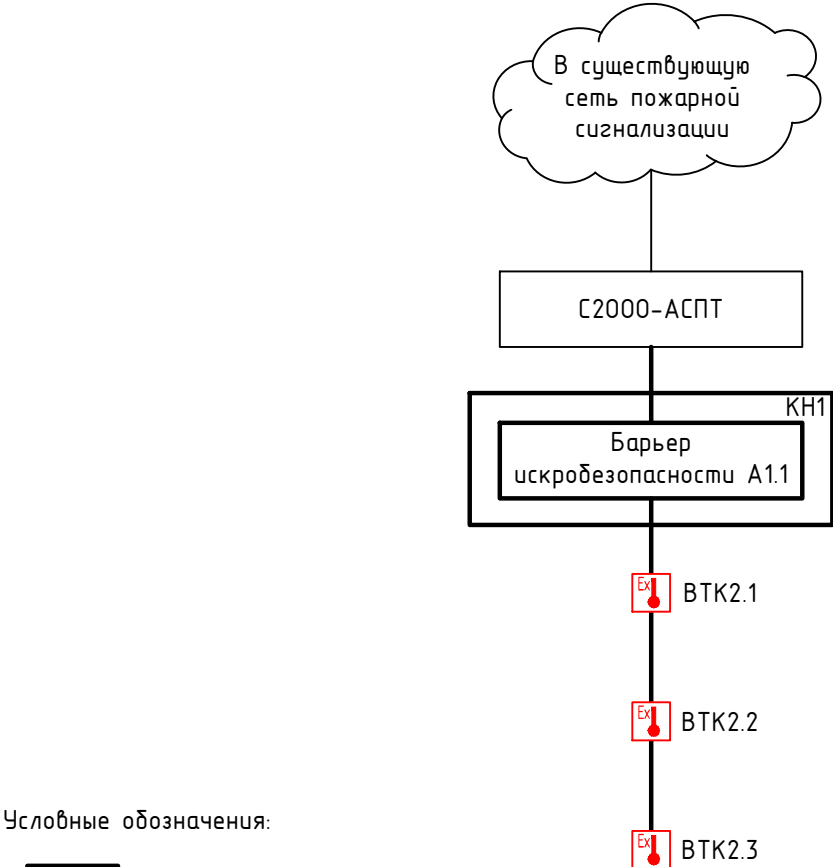 В существующую
сеть пожарной
сигнализации
С2000-АСПТ
КН1
Барьер
искробезопасности А1.1
Ex
ВТК2.1
Ex
ВТК2.2
Условные обозначения:
Ex
ВТК2.3